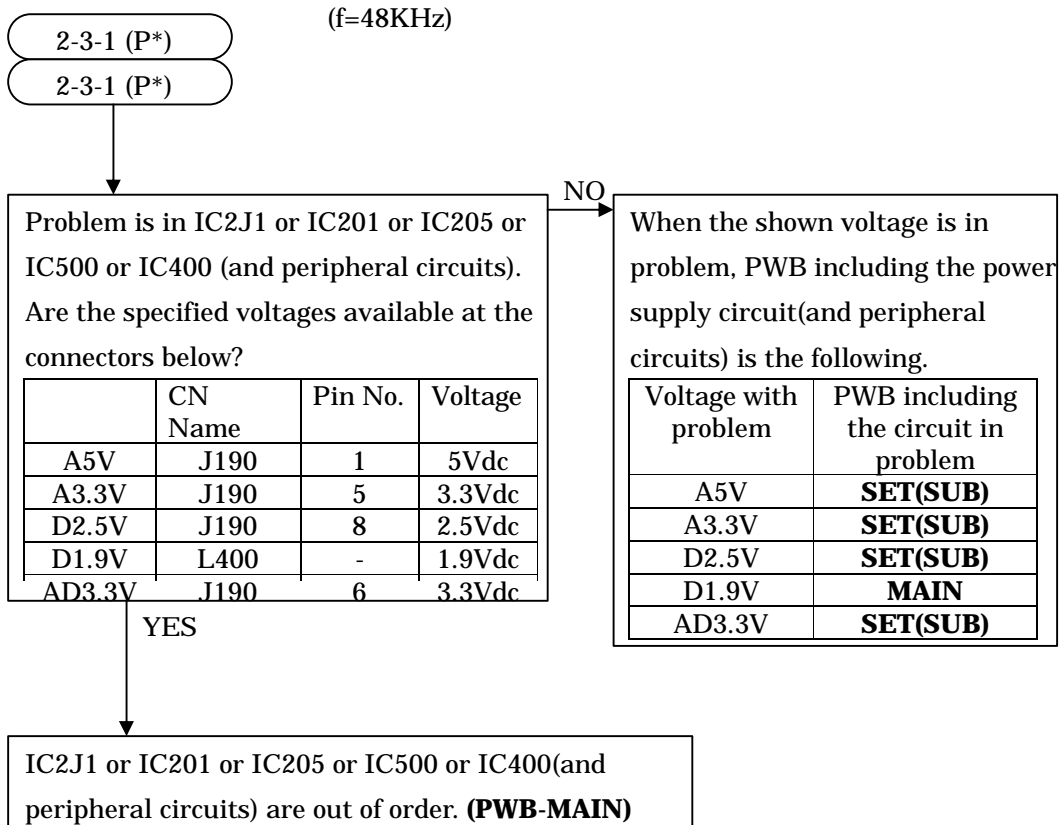 (f=48KHz)
2-3-1 (P*)
2-3-1 (P*)
Problem is in IC2J1 or IC201 or IC205 or
IC500 or IC400 (and peripheral circuits).
Are the specified voltages available at the
connectors below?
CN Name Pin No. Voltage
A5V J190 1 5Vdc
A3.3V J190 5 3.3Vdc
D2.5V J190 8 2.5Vdc
D1.9V L400 - 1.9Vdc
AD3.3V J190 6 3.3Vdc
NO
When the shown voltage is in
problem, PWB including the power
supply circuit(and peripheral
circuits) is the following.
Voltage with problem PWB including the circuit in problem
A5V SET(SUB)
A3.3V SET(SUB)
D2.5V SET(SUB)
D1.9V MAIN
AD3.3V SET(SUB)
YES
IC2J1 or IC201 or IC205 or IC500 or IC400(and
peripheral circuits) are out of order. (PWB-MAIN)